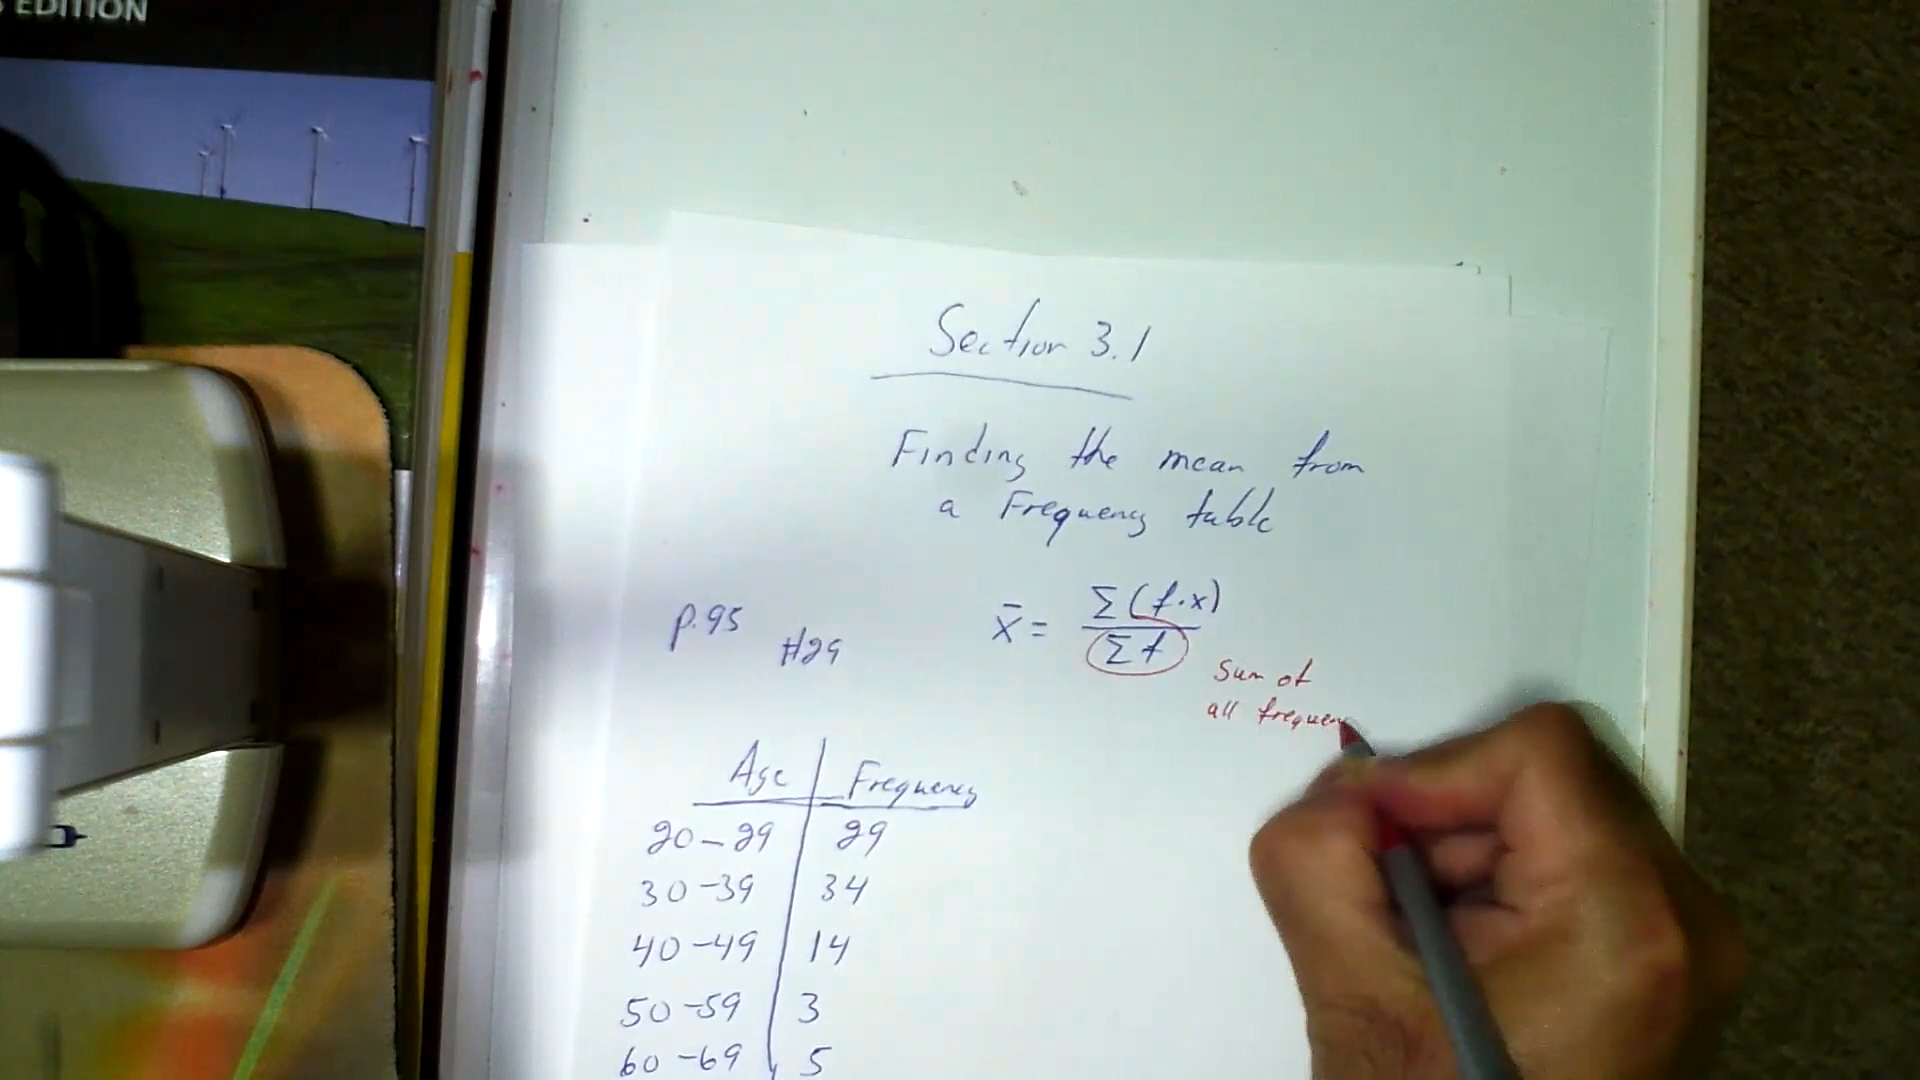 EDITION
Section 3.1
Finding the mean from
a Frequency table
p.95 #29
x̄ = Σ(f·x) / Σf
Sum of
all frequen
Age Frequency
20-29 29
30-39 34
40-49 14
50-59 3
60-69 5